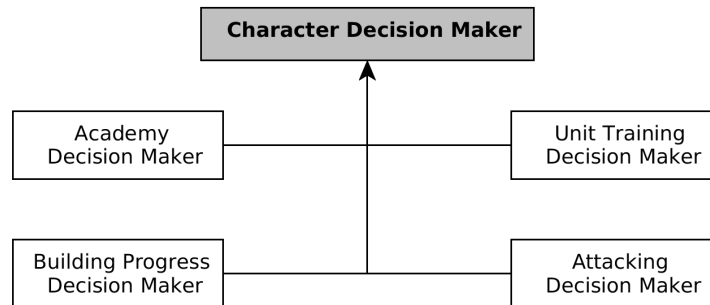 Character Decision Maker
Academy
Decision Maker
Unit Training
Decision Maker
Building Progress
Decision Maker
Attacking
Decision Maker